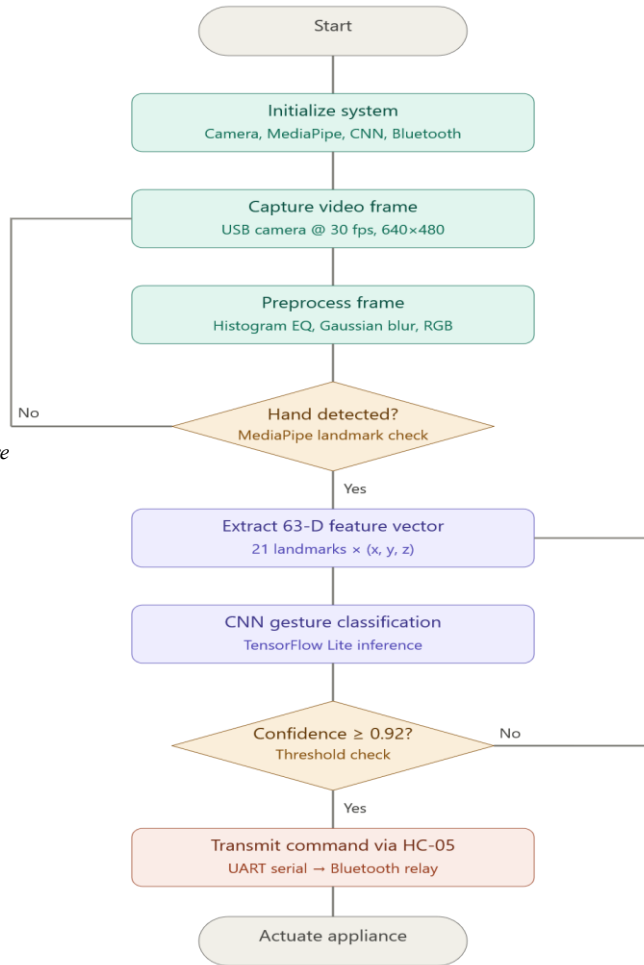 Start
Initialize system
Camera, MediaPipe, CNN, Bluetooth
Capture video frame
USB camera @ 30 fps, 640×480
Preprocess frame
Histogram EQ, Gaussian blur, RGB
No
Hand detected?
MediaPipe landmark check
Yes
Extract 63-D feature vector
21 landmarks × (x, y, z)
CNN gesture classification
TensorFlow Lite inference
Confidence ≥ 0.92?
No
Threshold check
Yes
Transmit command via HC-05
UART serial → Bluetooth relay
Actuate appliance